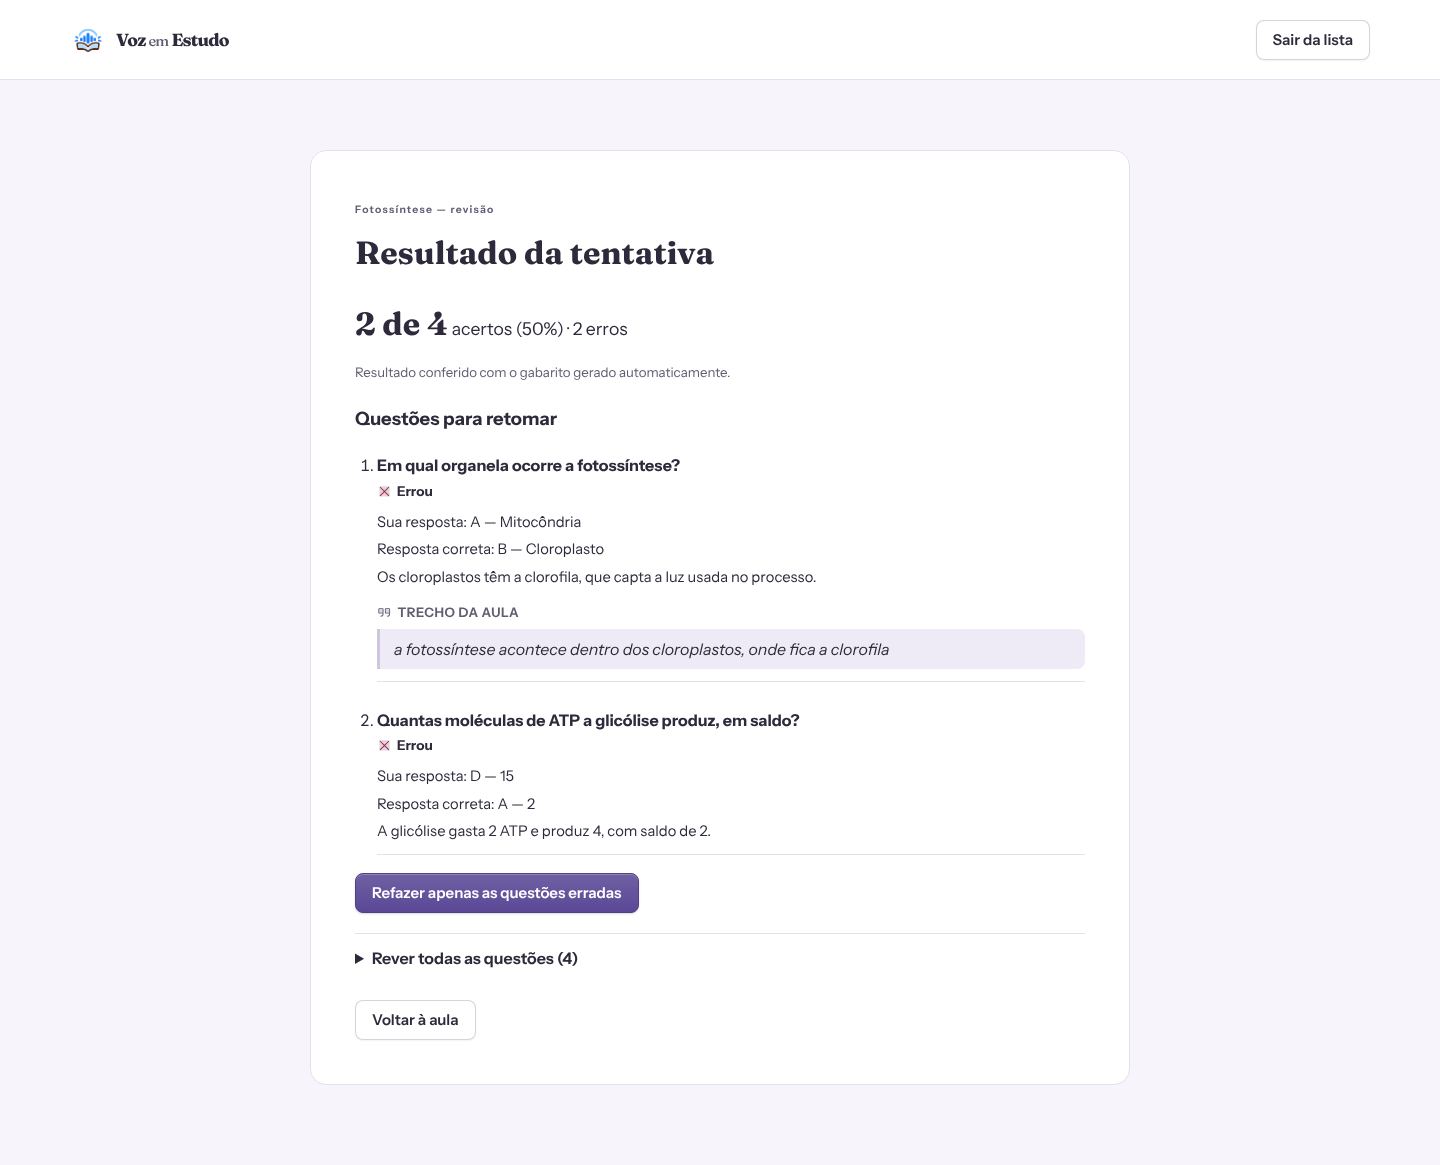 Voz em Estudo
Sair da lista
Fotossíntese — revisão
Resultado da tentativa
2 de 4 acertos (50%) · 2 erros
Resultado conferido com o gabarito gerado automaticamente.
Questões para retomar
1. Em qual organela ocorre a fotossíntese?
Errou
Sua resposta: A — Mitocôndria
Resposta correta: B — Cloroplasto
Os cloroplastos têm a clorofila, que capta a luz usada no processo.
TRECHO DA AULA
a fotossíntese acontece dentro dos cloroplastos, onde fica a clorofila
2. Quantas moléculas de ATP a glicólise produz, em saldo?
Errou
Sua resposta: D — 15
Resposta correta: A — 2
A glicólise gasta 2 ATP e produz 4, com saldo de 2.
Refazer apenas as questões erradas
Rever todas as questões (4)
Voltar à aula